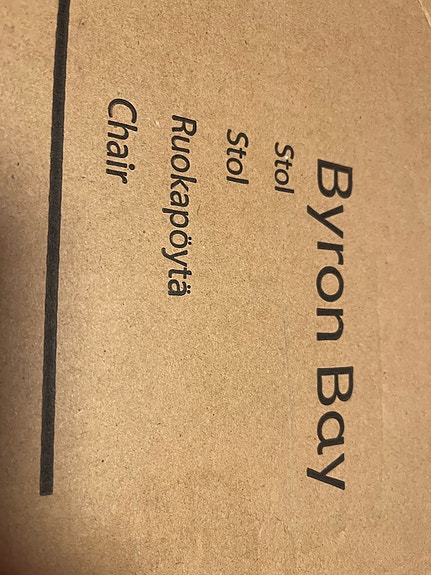 Byron Bay
Stol
Stol
Ruokapöytä
Chair